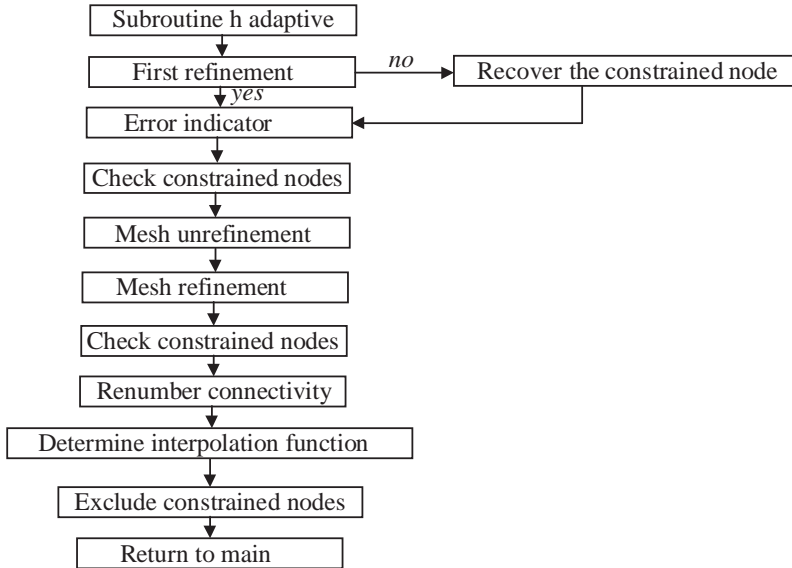 Subroutine h adaptive
First refinement
no
Recover the constrained node
yes
Error indicator
Check constrained nodes
Mesh unrefinement
Mesh refinement
Check constrained nodes
Renumber connectivity
Determine interpolation function
Exclude constrained nodes
Return to main